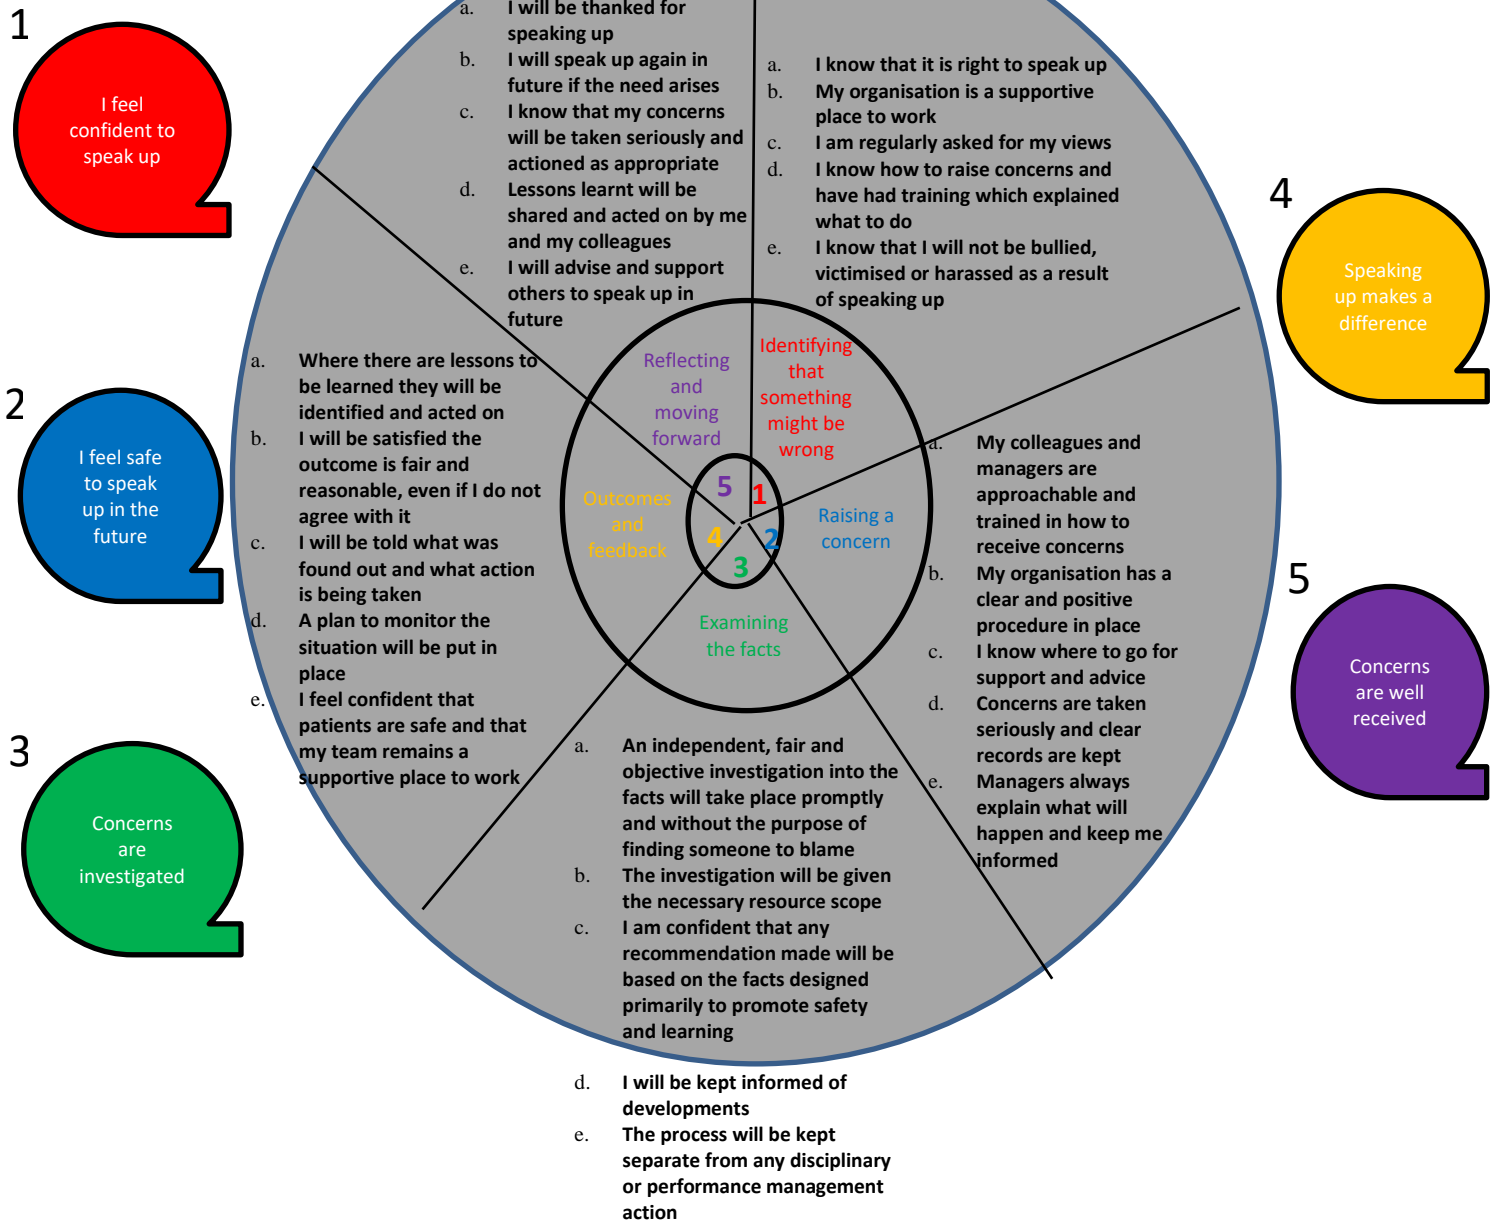 1
I feel
confident to
speak up
2
I feel safe
to speak
up in the
future
3
Concerns
are
investigated
4
Speaking
up makes a
difference
5
Concerns
are well
received
a. I will be thanked for
speaking up
b. I will speak up again in
future if the need arises
c. I know that my concerns
will be taken seriously and
actioned as appropriate
d. Lessons learnt will be
shared and acted on by me
and my colleagues
e. I will advise and support
others to speak up in
future
a. I know that it is right to speak up
b. My organisation is a supportive
place to work
c. I am regularly asked for my views
d. I know how to raise concerns and
have had training which explained
what to do
e. I know that I will not be bullied,
victimised or harassed as a result
of speaking up
a. Where there are lessons to
be learned they will be
identified and acted on
b. I will be satisfied the
outcome is fair and
reasonable, even if I do not
agree with it
c. I will be told what was
found out and what action
is being taken
d. A plan to monitor the
situation will be put in
place
e. I feel confident that
patients are safe and that
my team remains a
supportive place to work
Reflecting
and
moving
forward
Identifying
that
something
might be
wrong
Outcomes
and
feedback
Raising a
concern
Examining
the facts
5
1
4
2
3
a. My colleagues and
managers are
approachable and
trained in how to
receive concerns
b. My organisation has a
clear and positive
procedure in place
c. I know where to go for
support and advice
d. Concerns are taken
seriously and clear
records are kept
e. Managers always
explain what will
happen and keep me
informed
a. An independent, fair and
objective investigation into the
facts will take place promptly
and without the purpose of
finding someone to blame
b. The investigation will be given
the necessary resource scope
c. I am confident that any
recommendation made will be
based on the facts designed
primarily to promote safety
and learning
d. I will be kept informed of
developments
e. The process will be kept
separate from any disciplinary
or performance management
action